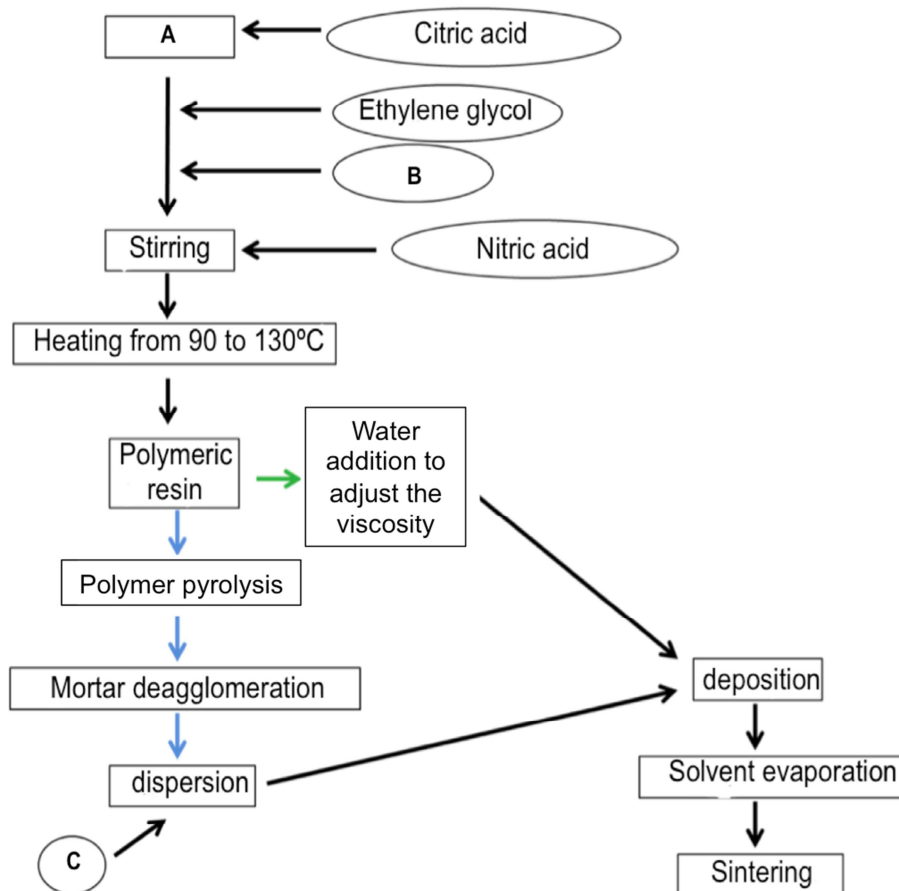 A
Citric acid
Ethylene glycol
B
Stirring
Nitric acid
Heating from 90 to 130ºC
Polymeric
resin
Water
addition to
adjust the
viscosity
Polymer pyrolysis
Mortar deagglomeration
deposition
dispersion
Solvent evaporation
C
Sintering